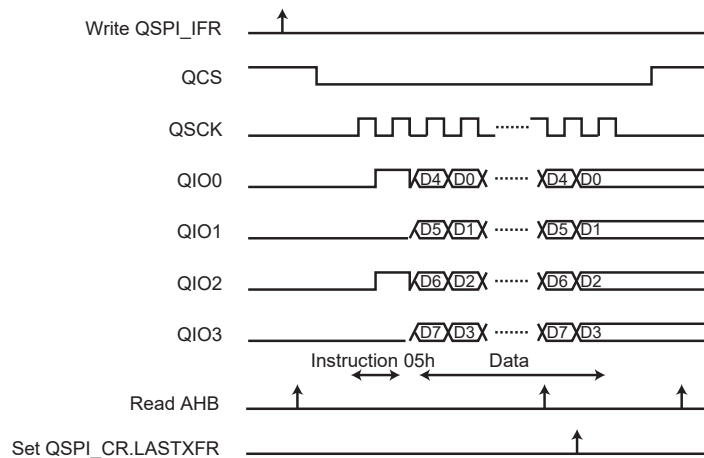 Write QSPI_IFR
QCS
QSCK
QIO0 D4 D0 D4 D0
QIO1 D5 D1 D5 D1
QIO2 D6 D2 D6 D2
QIO3 D7 D3 D7 D3
Instruction 05h Data
Read AHB
Set QSPI_CR.LASTXFR